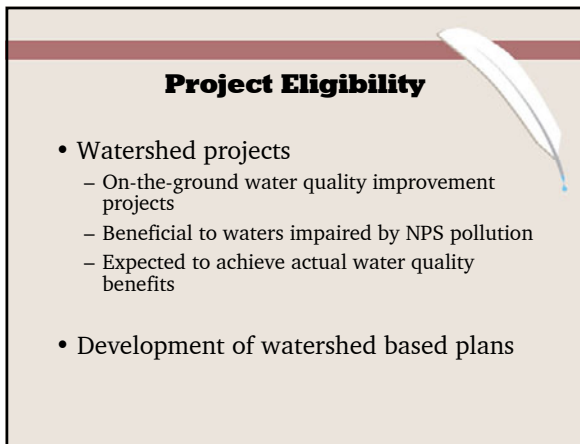 Project Eligibility
• Watershed projects
– On-the-ground water quality improvement
projects
– Beneficial to waters impaired by NPS pollution
– Expected to achieve actual water quality
benefits
• Development of watershed based plans